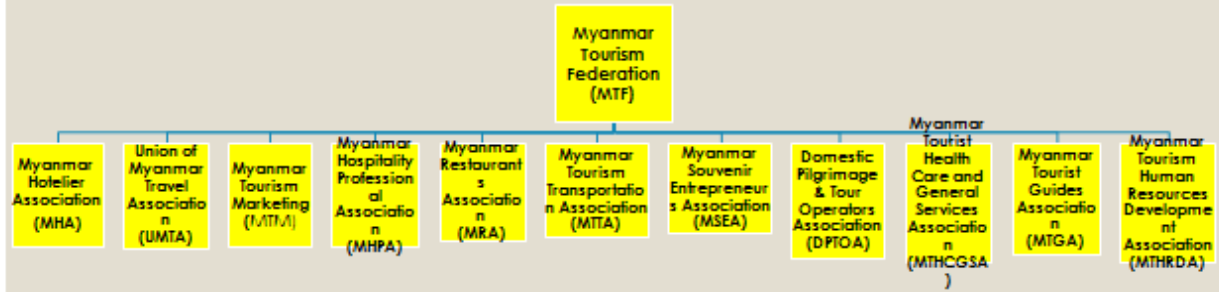 Myanmar
Tourism
Federation
(MTF)
Myanmar
Hotelier
Association
(MHA)
Union of
Myanmar
Travel
Associatio
n
(UMTA)
Myanmar
Tourism
Marketing
(MTM)
Myanmar
Hospitality
Profession
al
Associatio
n
(MHPA)
Myanmar
Restaurant
s
Associatio
n
(MRA)
Myanmar
Tourism
Transportatio
n Association
(MTTA)
Myanmar
Souvenir
Entrepreneur
s Association
(MSEA)
Domestic
Pilgrimage
& Tour
Operators
Association
(DPTOA)
Myanmar
Toutist
Health
Care and
General
Services
Associatio
n
(MTHCGSA
)
Myanmar
Tourist
Guides
Associatio
n
(MTGA)
Myanmar
Tourism
Human
Resources
Developme
nt
Association
(MTHRDA)